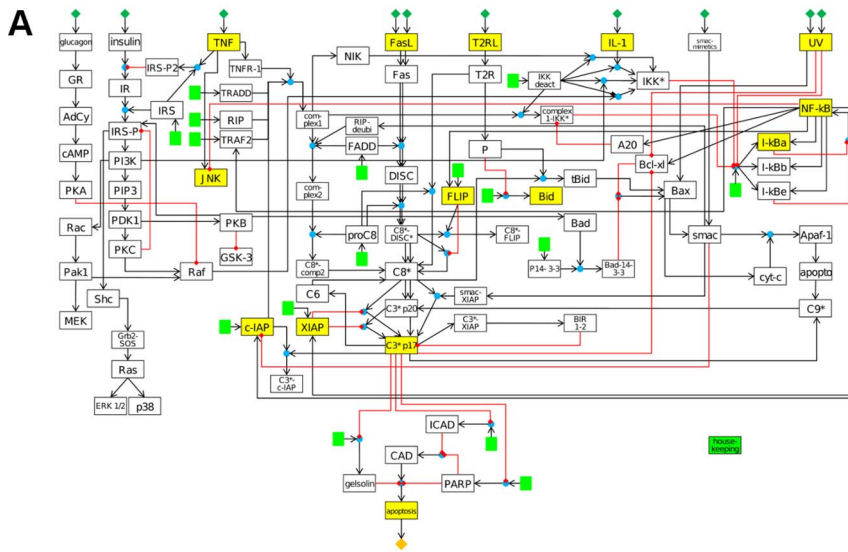 A
glucagon
insulin
TNF
FasL
T2RL
IL-1
smac-
mimetics
UV
GR
IRS-P2
TNFR-1
NIK
Fas
T2R
IKK
deact
IKK*
IR
AdCy
IRS
TRADD
com-
plex1
RIP-
deubi
complex
1-IKK*
NF-kB
cAMP
IRS-P
RIP
TRAF2
FADD
P
A20
I-kBa
PI3K
Bcl-xl
I-kBb
PKA
PIP3
JNK
com-
plex2
DISC
tBid
Bax
I-kBe
FLIP
Bid
Rac
PDK1
PKB
proC8
C8*-
DISC*
C8*-
FLIP
Bad
smac
Apaf-1
PKC
GSK-3
Pak1
Raf
C8*-
comp2
C8*
P14- 3-3
Bad-14-
3-3
cyt-c
apopto
Shc
C6
smac-
XIAP
MEK
C3*p20
C9*
c-IAP
XIAP
C3*-
XIAP
BIR
1-2
Grb2-
SOS
C3*p17
Ras
C3*-
c-IAP
ERK 1/2
p38
ICAD
house-
keeping
CAD
gelsolin
PARP
apoptosis